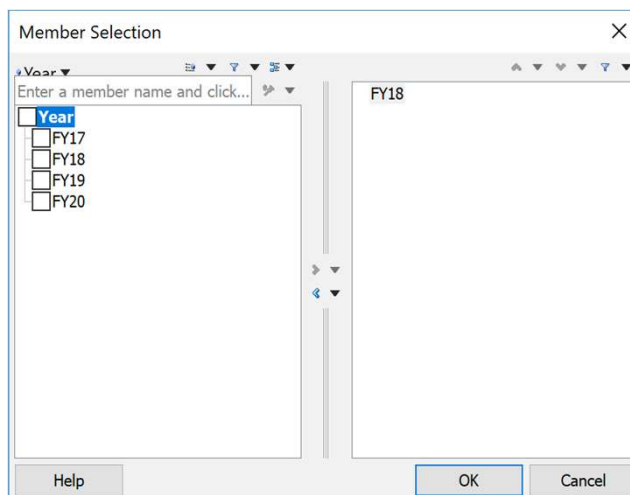 Member Selection
Year
Enter a member name and click...
Year
FY17
FY18
FY19
FY20
FY18
Help
OK
Cancel